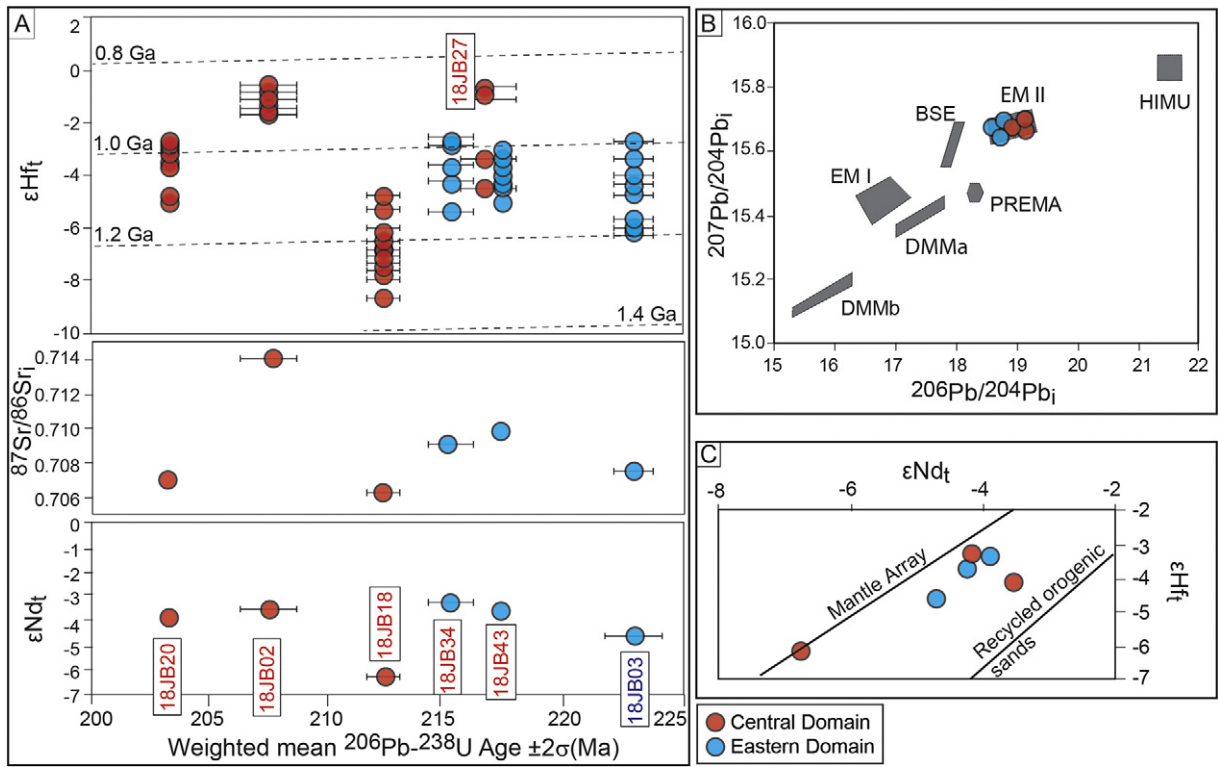 A
2
0
-2
-4
-6
-8
-10
εHft
0.8 Ga
1.0 Ga
1.2 Ga
1.4 Ga
18JB27
0.714
0.712
0.710
0.708
0.706
87Sr/86Sri
0
-1
-2
-3
-4
-5
-6
-7
εNdt
18JB20
18JB02
18JB18
18JB34
18JB43
18JB03
200
205
210
215
220
225
Weighted mean 206Pb-238U Age ±2σ(Ma)
B
16.0
15.8
15.6
15.4
15.2
15.0
207Pb/204Pbi
HIMU
EM II
BSE
EM I
PREMA
DMMa
DMMb
15
16
17
18
19
20
21
22
206Pb/204Pbi
C
εNdt
-8
-6
-4
-2
-2
-3
-4
-5
-6
-7
εHft
Mantle Array
Recycled orogenic
sands
Central Domain
Eastern Domain